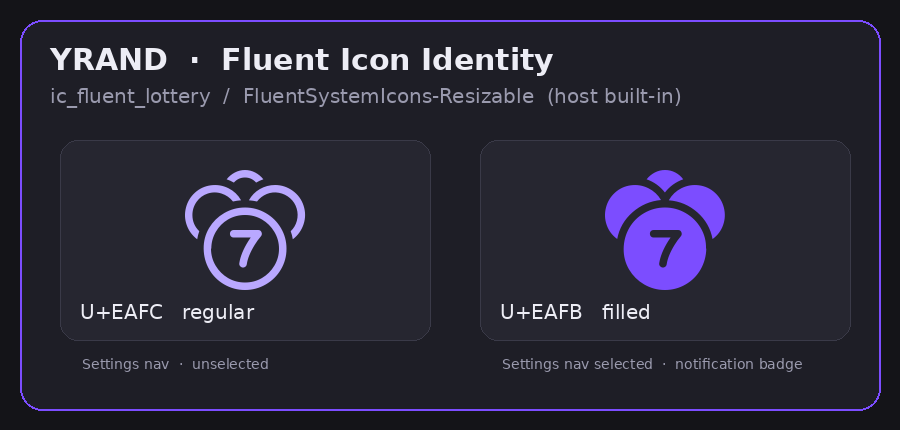 YRAND · Fluent Icon Identity
ic_fluent_lottery / FluentSystemIcons-Resizable (host built-in)
7
7
U+EAFC regular
U+EAFB filled
Settings nav · unselected
Settings nav selected · notification badge